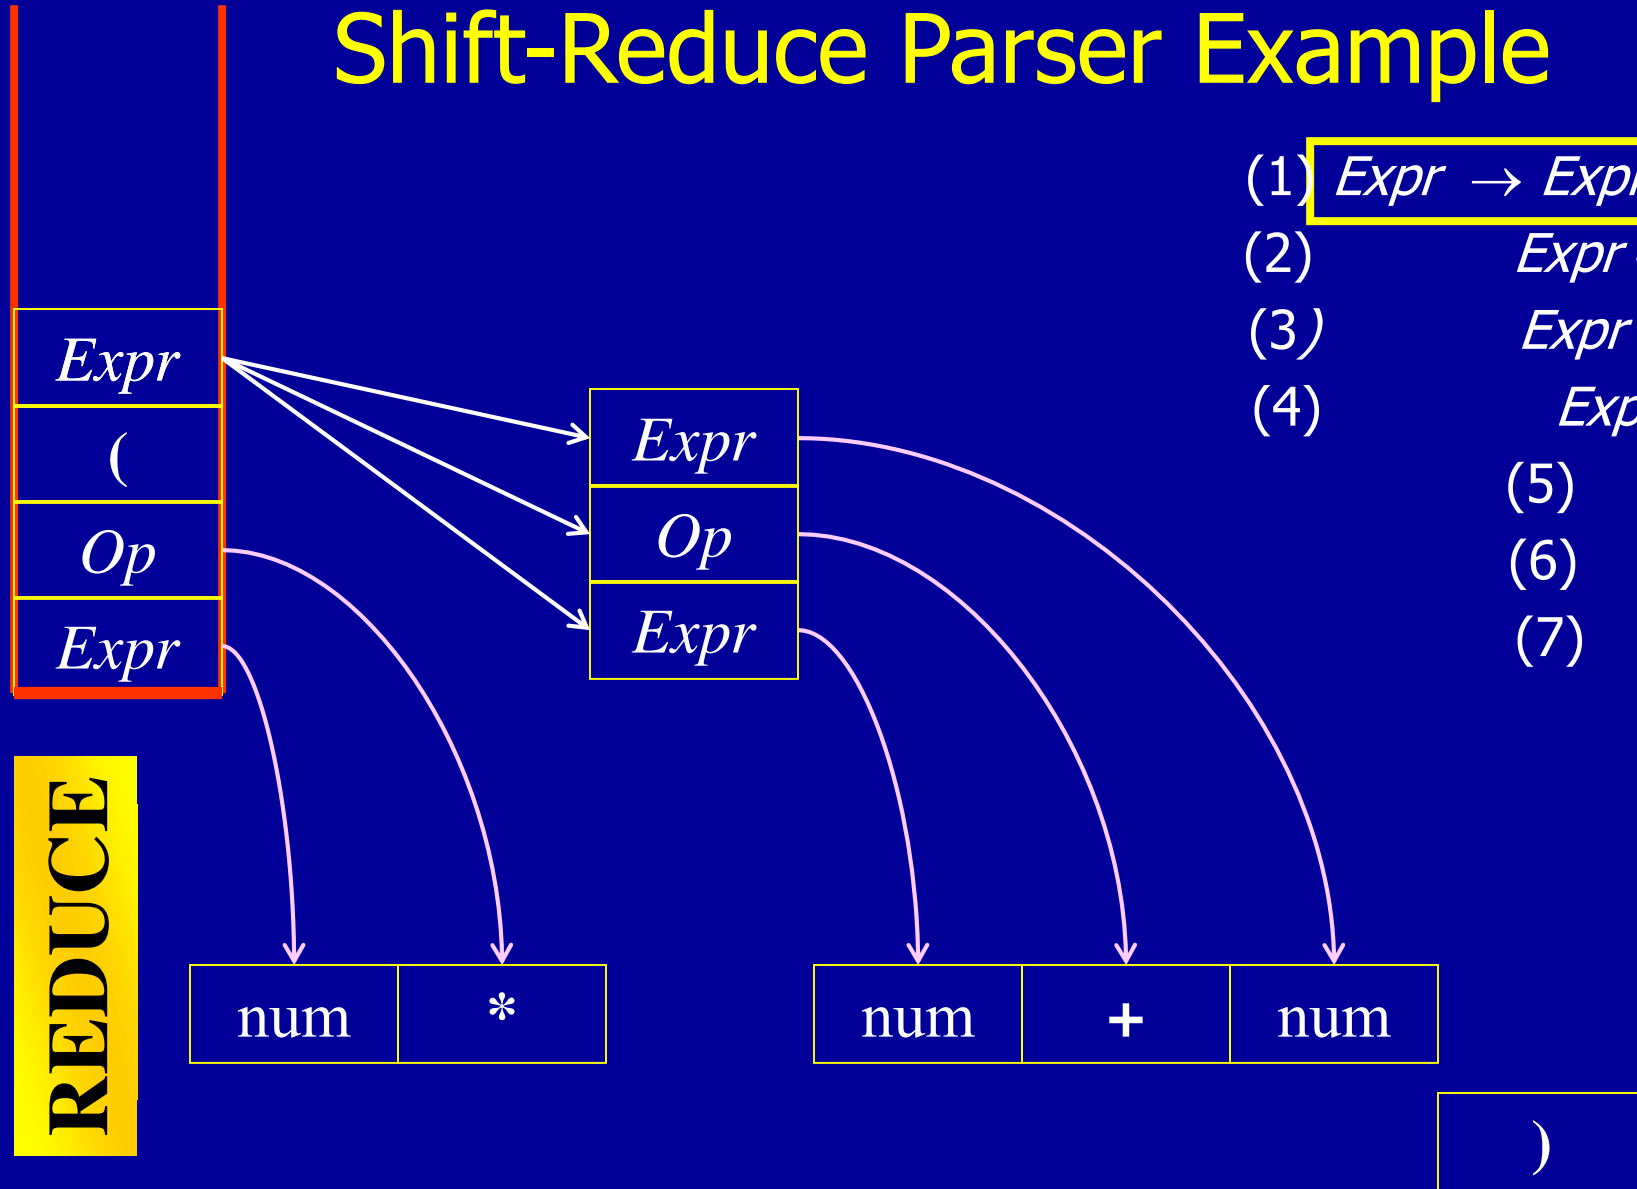 Shift-Reduce Parser Example
(1) Expr → Expr
(2) Expr
(3) Expr
(4) Exp
(5)
(6)
(7)
Expr
(
Op
Expr
Expr
Op
Expr
REDUCE
num *
num + num
)